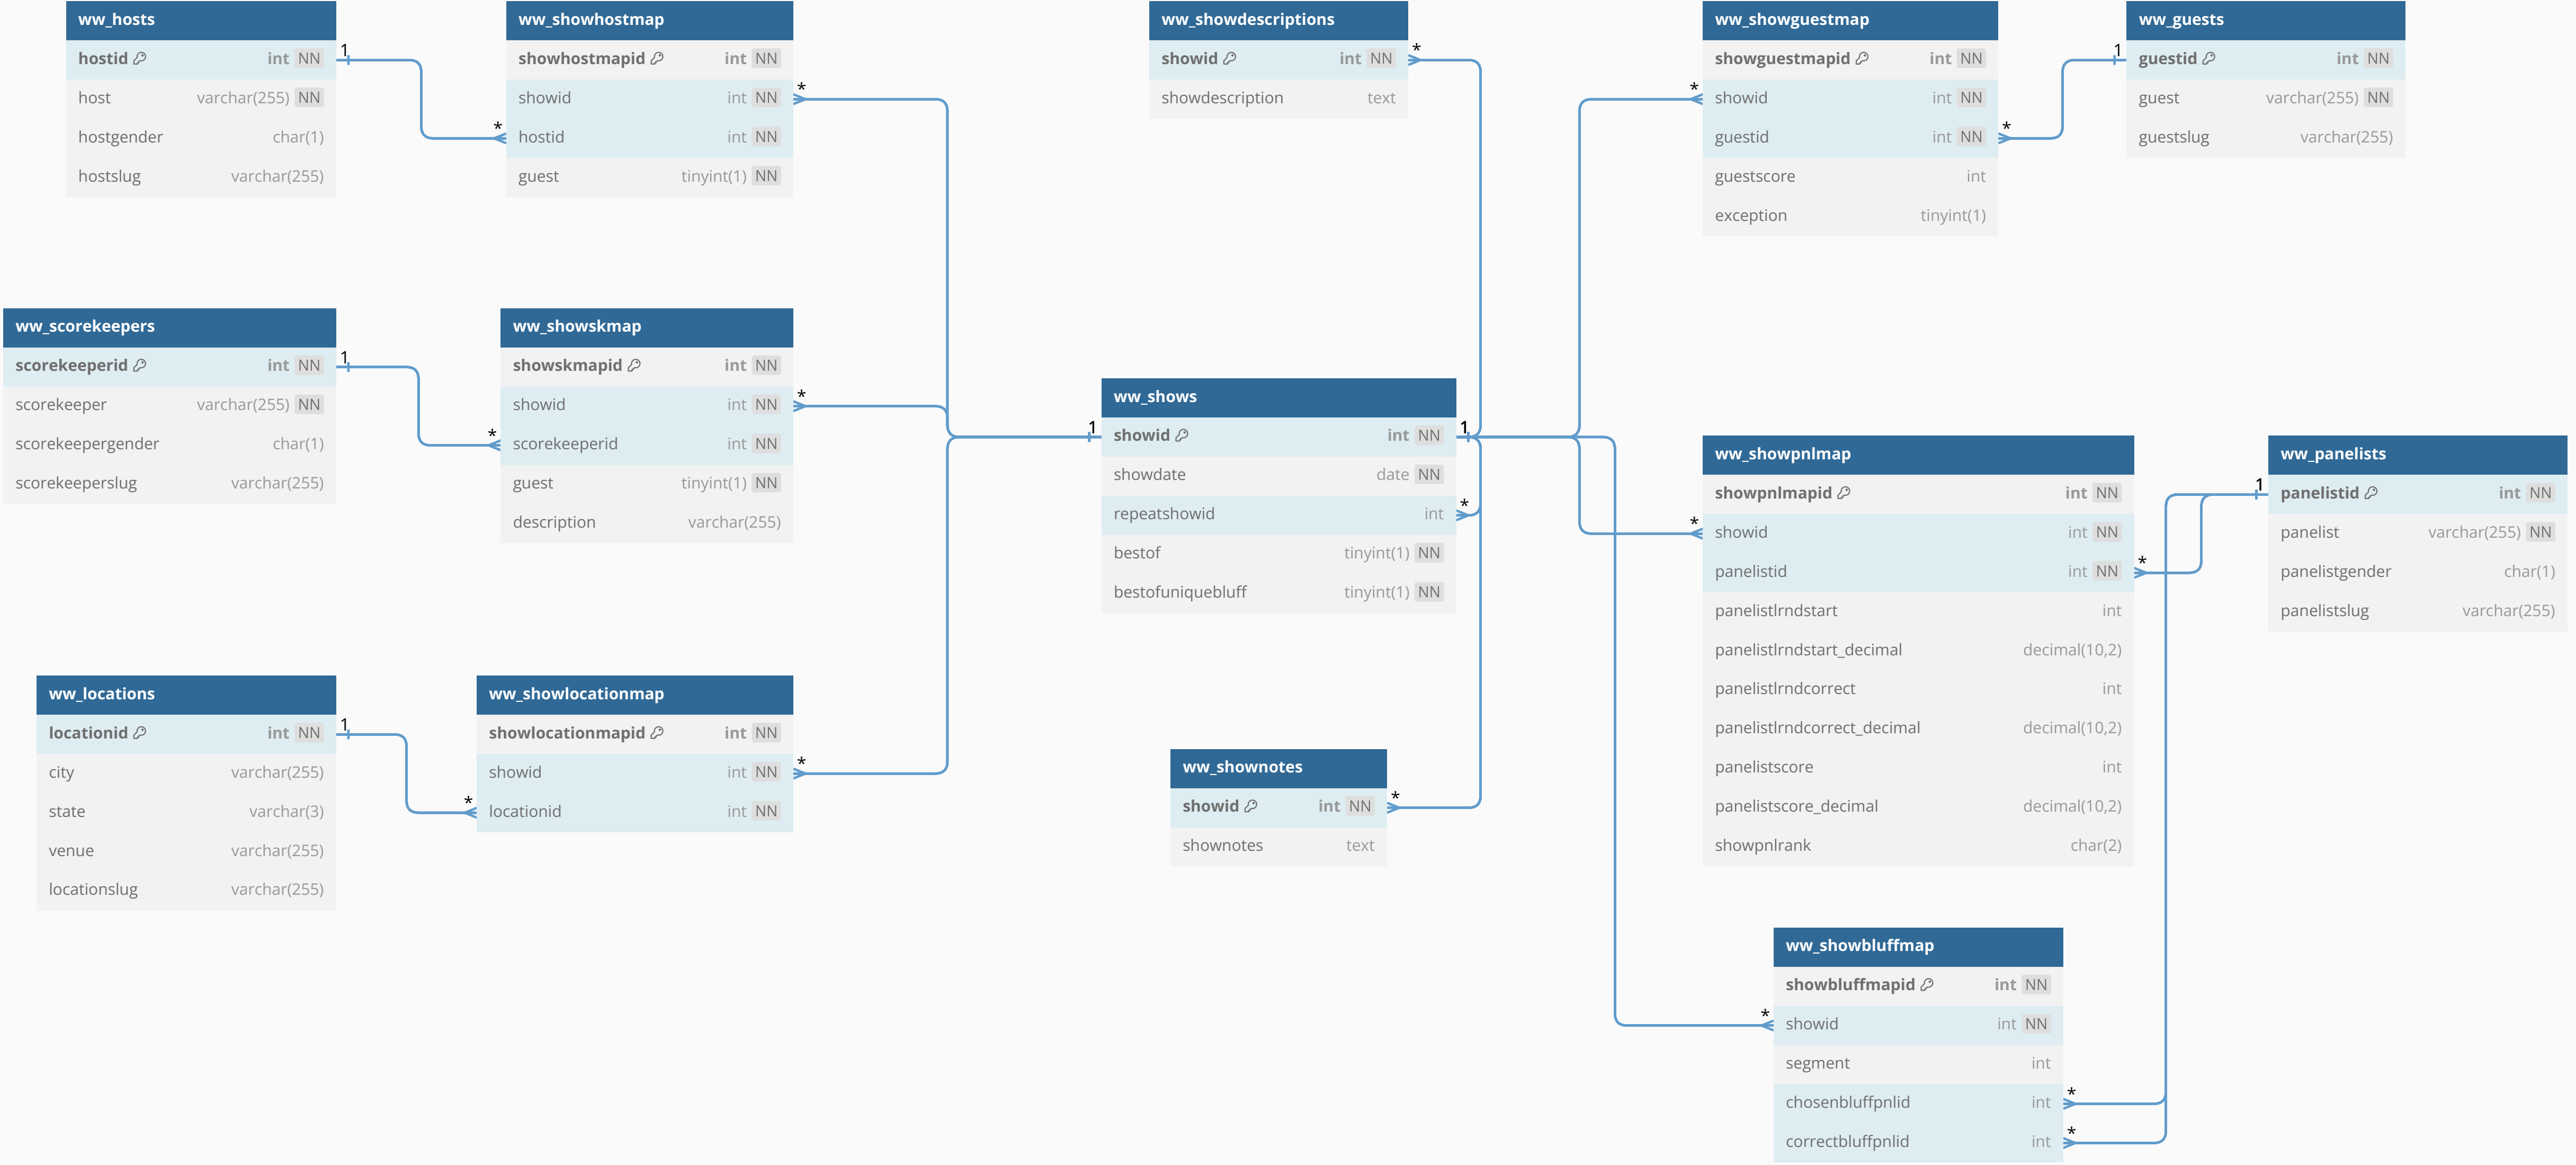 ww_hosts
hostid int NN
host varchar(255) NN
hostgender char(1)
hostslug varchar(255)
1
*
ww_showhostmap
showhostmapid int NN
showid int NN
hostid int NN
guest tinyint(1) NN
*
ww_showdescriptions
showid int NN
showdescription text
*
ww_showguestmap
showguestmapid int NN
showid int NN
guestid int NN
guestscore int
exception tinyint(1)
*
*
ww_guests
guestid int NN
guest varchar(255) NN
guestslug varchar(255)
1
ww_scorekeepers
scorekeeperid int NN
scorekeeper varchar(255) NN
scorekeepergender char(1)
scorekeeperslug varchar(255)
1
*
ww_showskmap
showskmapid int NN
showid int NN
scorekeeperid int NN
guest tinyint(1) NN
description varchar(255)
*
ww_shows
showid int NN
showdate date NN
repeatshowid int
bestof tinyint(1) NN
bestofuniquebluff tinyint(1) NN
1
1
*
ww_showpnlmap
showpnlmapid int NN
showid int NN
panelistid int NN
panelistlrndstart int
panelistlrndstart_decimal decimal(10,2)
panelistlrndcorrect int
panelistlrndcorrect_decimal decimal(10,2)
panelistscore int
panelistscore_decimal decimal(10,2)
showpnlrank char(2)
*
*
ww_panelists
panelistid int NN
panelist varchar(255) NN
panelistgender char(1)
panelistslug varchar(255)
1
ww_locations
locationid int NN
city varchar(255)
state varchar(3)
venue varchar(255)
locationslug varchar(255)
1
*
ww_showlocationmap
showlocationmapid int NN
showid int NN
locationid int NN
*
ww_shownotes
showid int NN
shownotes text
*
ww_showbluffmap
showbluffmapid int NN
showid int NN
segment int
chosenbluffpnlid int
correctbluffpnlid int
*
*
*